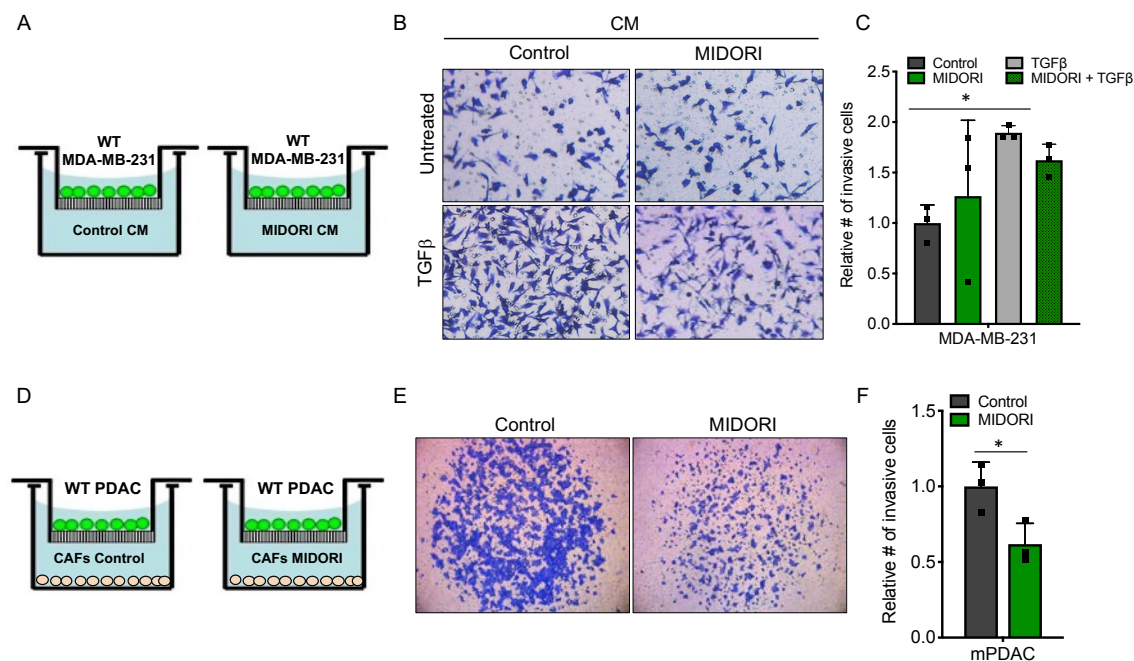 A
WT
MDA-MB-231
WT
MDA-MB-231
Control CM
MIDORI CM
B
CM
Control
MIDORI
Untreated
TGFβ
C
Control
TGFβ
MIDORI
MIDORI + TGFβ
Relative # of invasive cells
2.5
2.0
1.5
1.0
0.5
0.0
*
MDA-MB-231
D
WT PDAC
WT PDAC
CAFs Control
CAFs MIDORI
E
Control
MIDORI
F
Control
MIDORI
Relative # of invasive cells
1.5
1.0
0.5
0.0
*
mPDAC